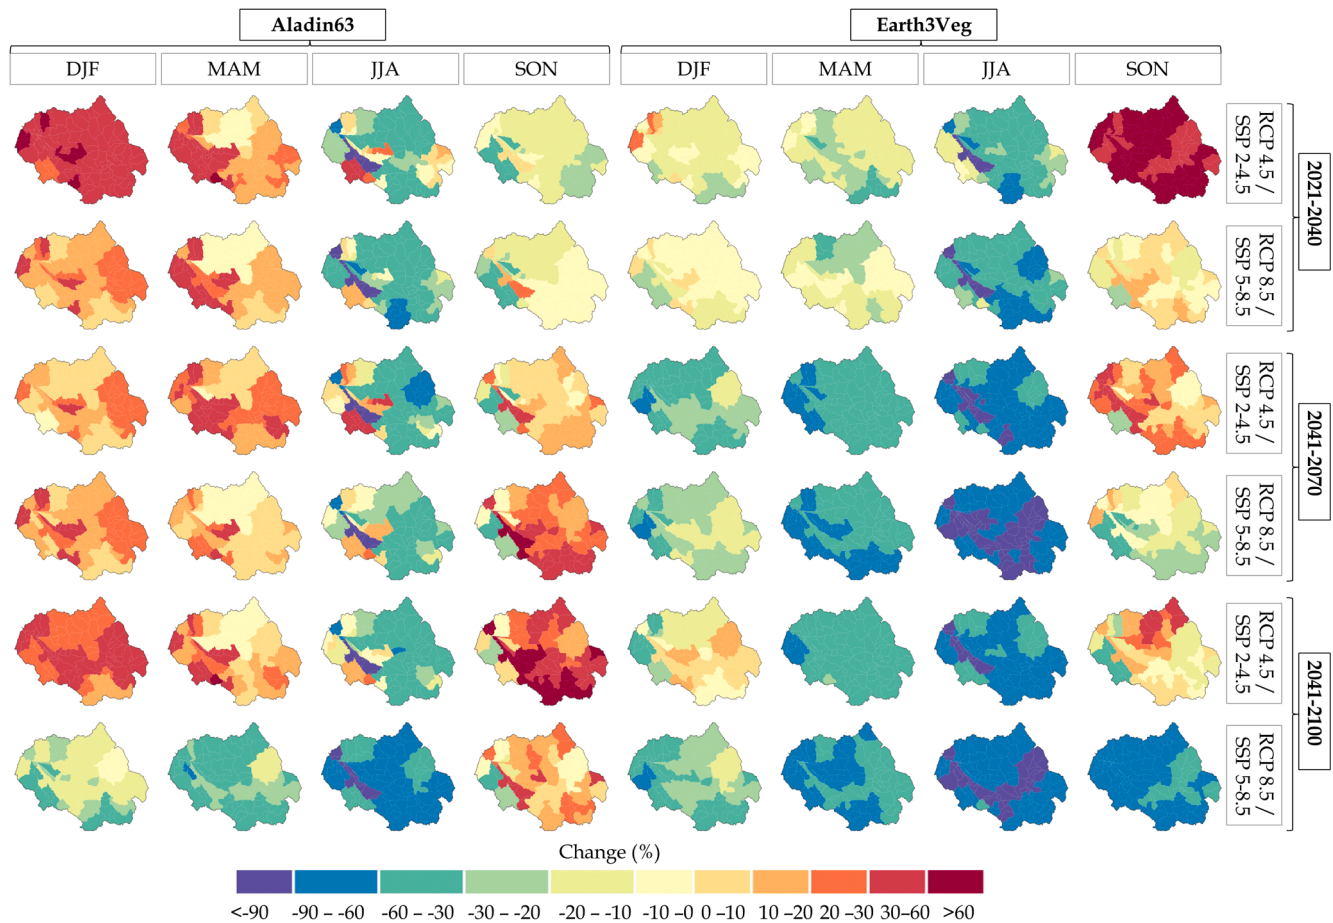 Aladin63
Earth3Veg
DJF
MAM
JJA
SON
DJF
MAM
JJA
SON
RCP 4.5 /
SSP 2-4.5
RCP 8.5 /
SSP 5-8.5
2021-2040
RCP 4.5 /
SSP 2-4.5
RCP 8.5 /
SSP 5-8.5
2041-2070
RCP 4.5 /
SSP 2-4.5
RCP 8.5 /
SSP 5-8.5
2041-2100
Change (%)
<-90 -90 – -60 -60 – -30 -30 – -20 -20 – -10 -10 –0 0 –10 10 –20 20 –30 30–60 >60